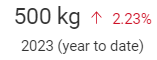 500 kg ↑ 2.23%
2023 (year to date)